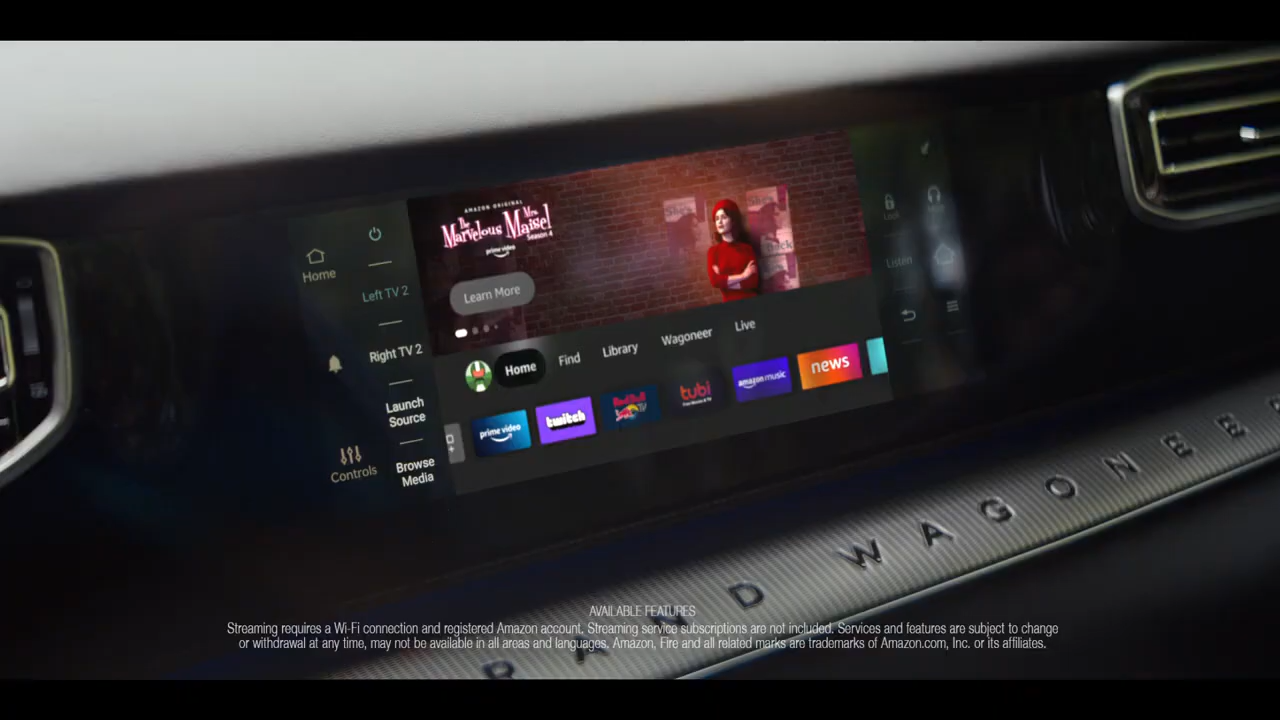 Home
Left TV 2
Right TV 2
Launch
Source
Controls
Browse
Media
AMAZON ORIGINAL
The Marvelous Mrs. Maisel
Season 4
prime video
Learn More
Home Find Library Wagoneer Live
prime video
twitch
Red Bull TV
tubi
amazon music
news
Lock
Listen
GRAND WAGONEER
AVAILABLE FEATURES
Streaming requires a Wi-Fi connection and registered Amazon account. Streaming service subscriptions are not included. Services and features are subject to change
or withdrawal at any time, may not be available in all areas and languages. Amazon, Fire and all related marks are trademarks of Amazon.com, Inc. or its affiliates.